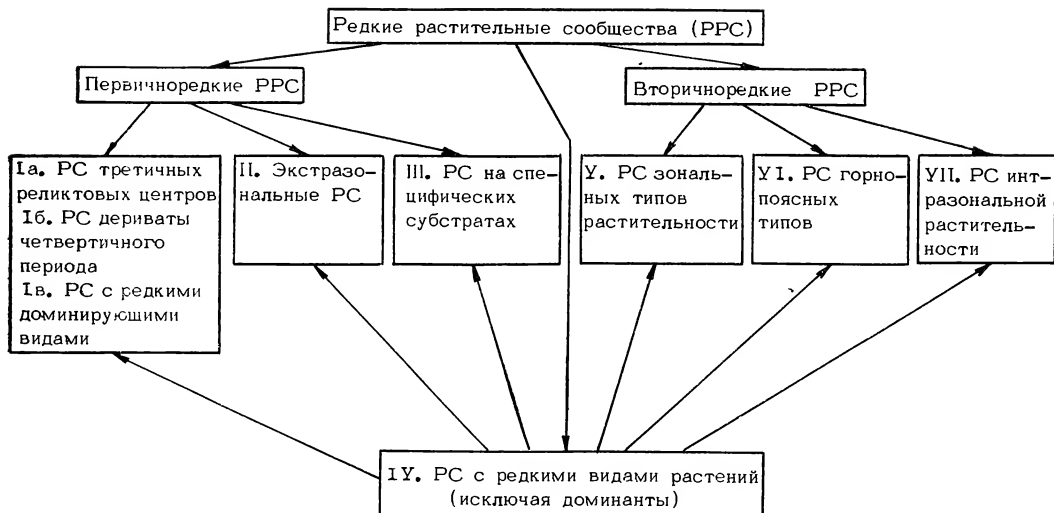 Редкие растительные сообщества (РРС)
Первичноредкие РРС
Вторичноредкие РРС
Iа. РС третичных
реликтовых центров
Iб. РС дериваты
четвертичного
периода
Iв. РС с редкими
доминирующими
видами
II. Экстразо-
нальные РС
III. РС на спе-
цифических
субстратах
У. РС зональ-
ных типов
растительности
УI. РС горно-
поясных
типов
УII. РС инт-
разональной
раститель-
ности
IУ. РС с редкими видами растений
(исключая доминанты)